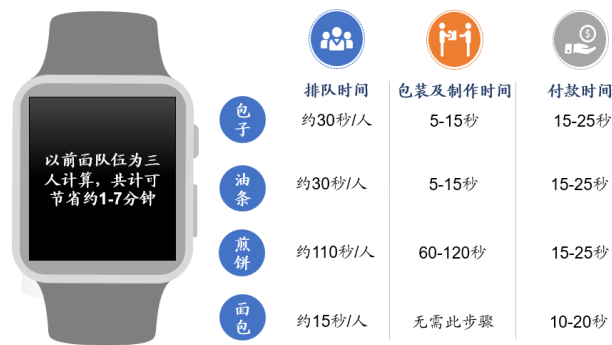 排队时间 包装及制作时间 付款时间
包子 约30秒/人 5-15秒 15-25秒
以前面队伍为三
人计算，共计可
节省约1-7分钟
油条 约30秒/人 5-15秒 15-25秒
煎饼 约110秒/人 60-120秒 15-25秒
面包 约15秒/人 无需此步骤 10-20秒